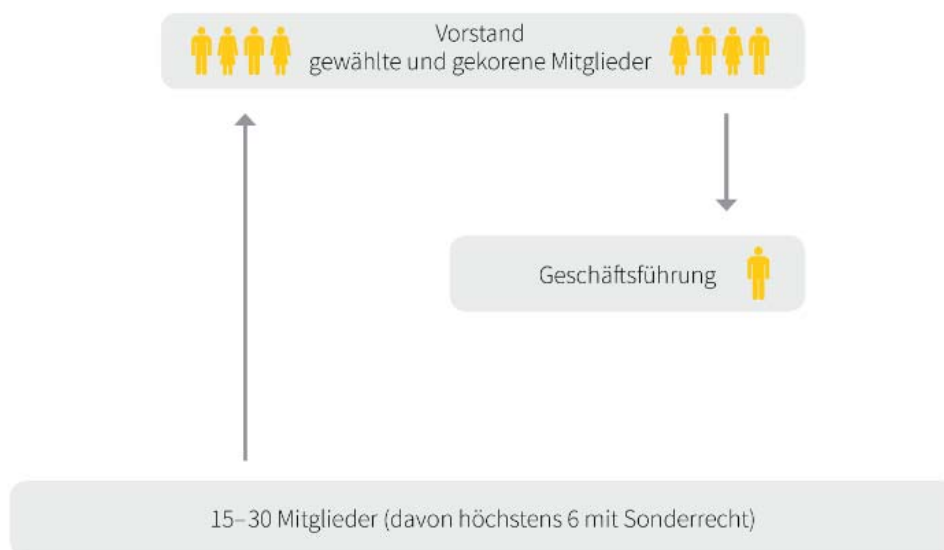 Vorstand
gewählte und gekorene Mitglieder
Geschäftsführung
15–30 Mitglieder (davon höchstens 6 mit Sonderrecht)